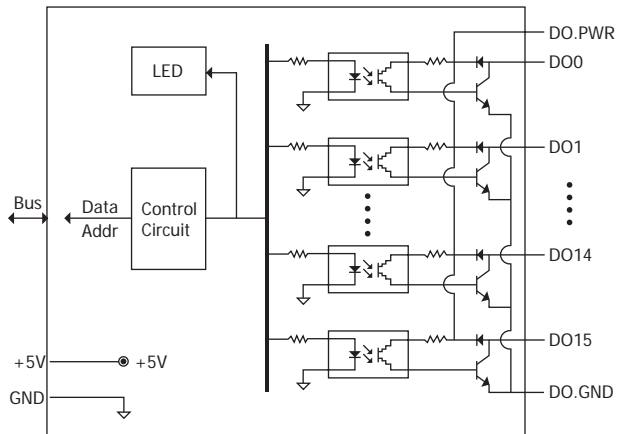 DO.PWR
LED
DO0
DO1
Bus
Data
Addr
Control
Circuit
DO14
+5V
+5V
DO15
GND
DO.GND